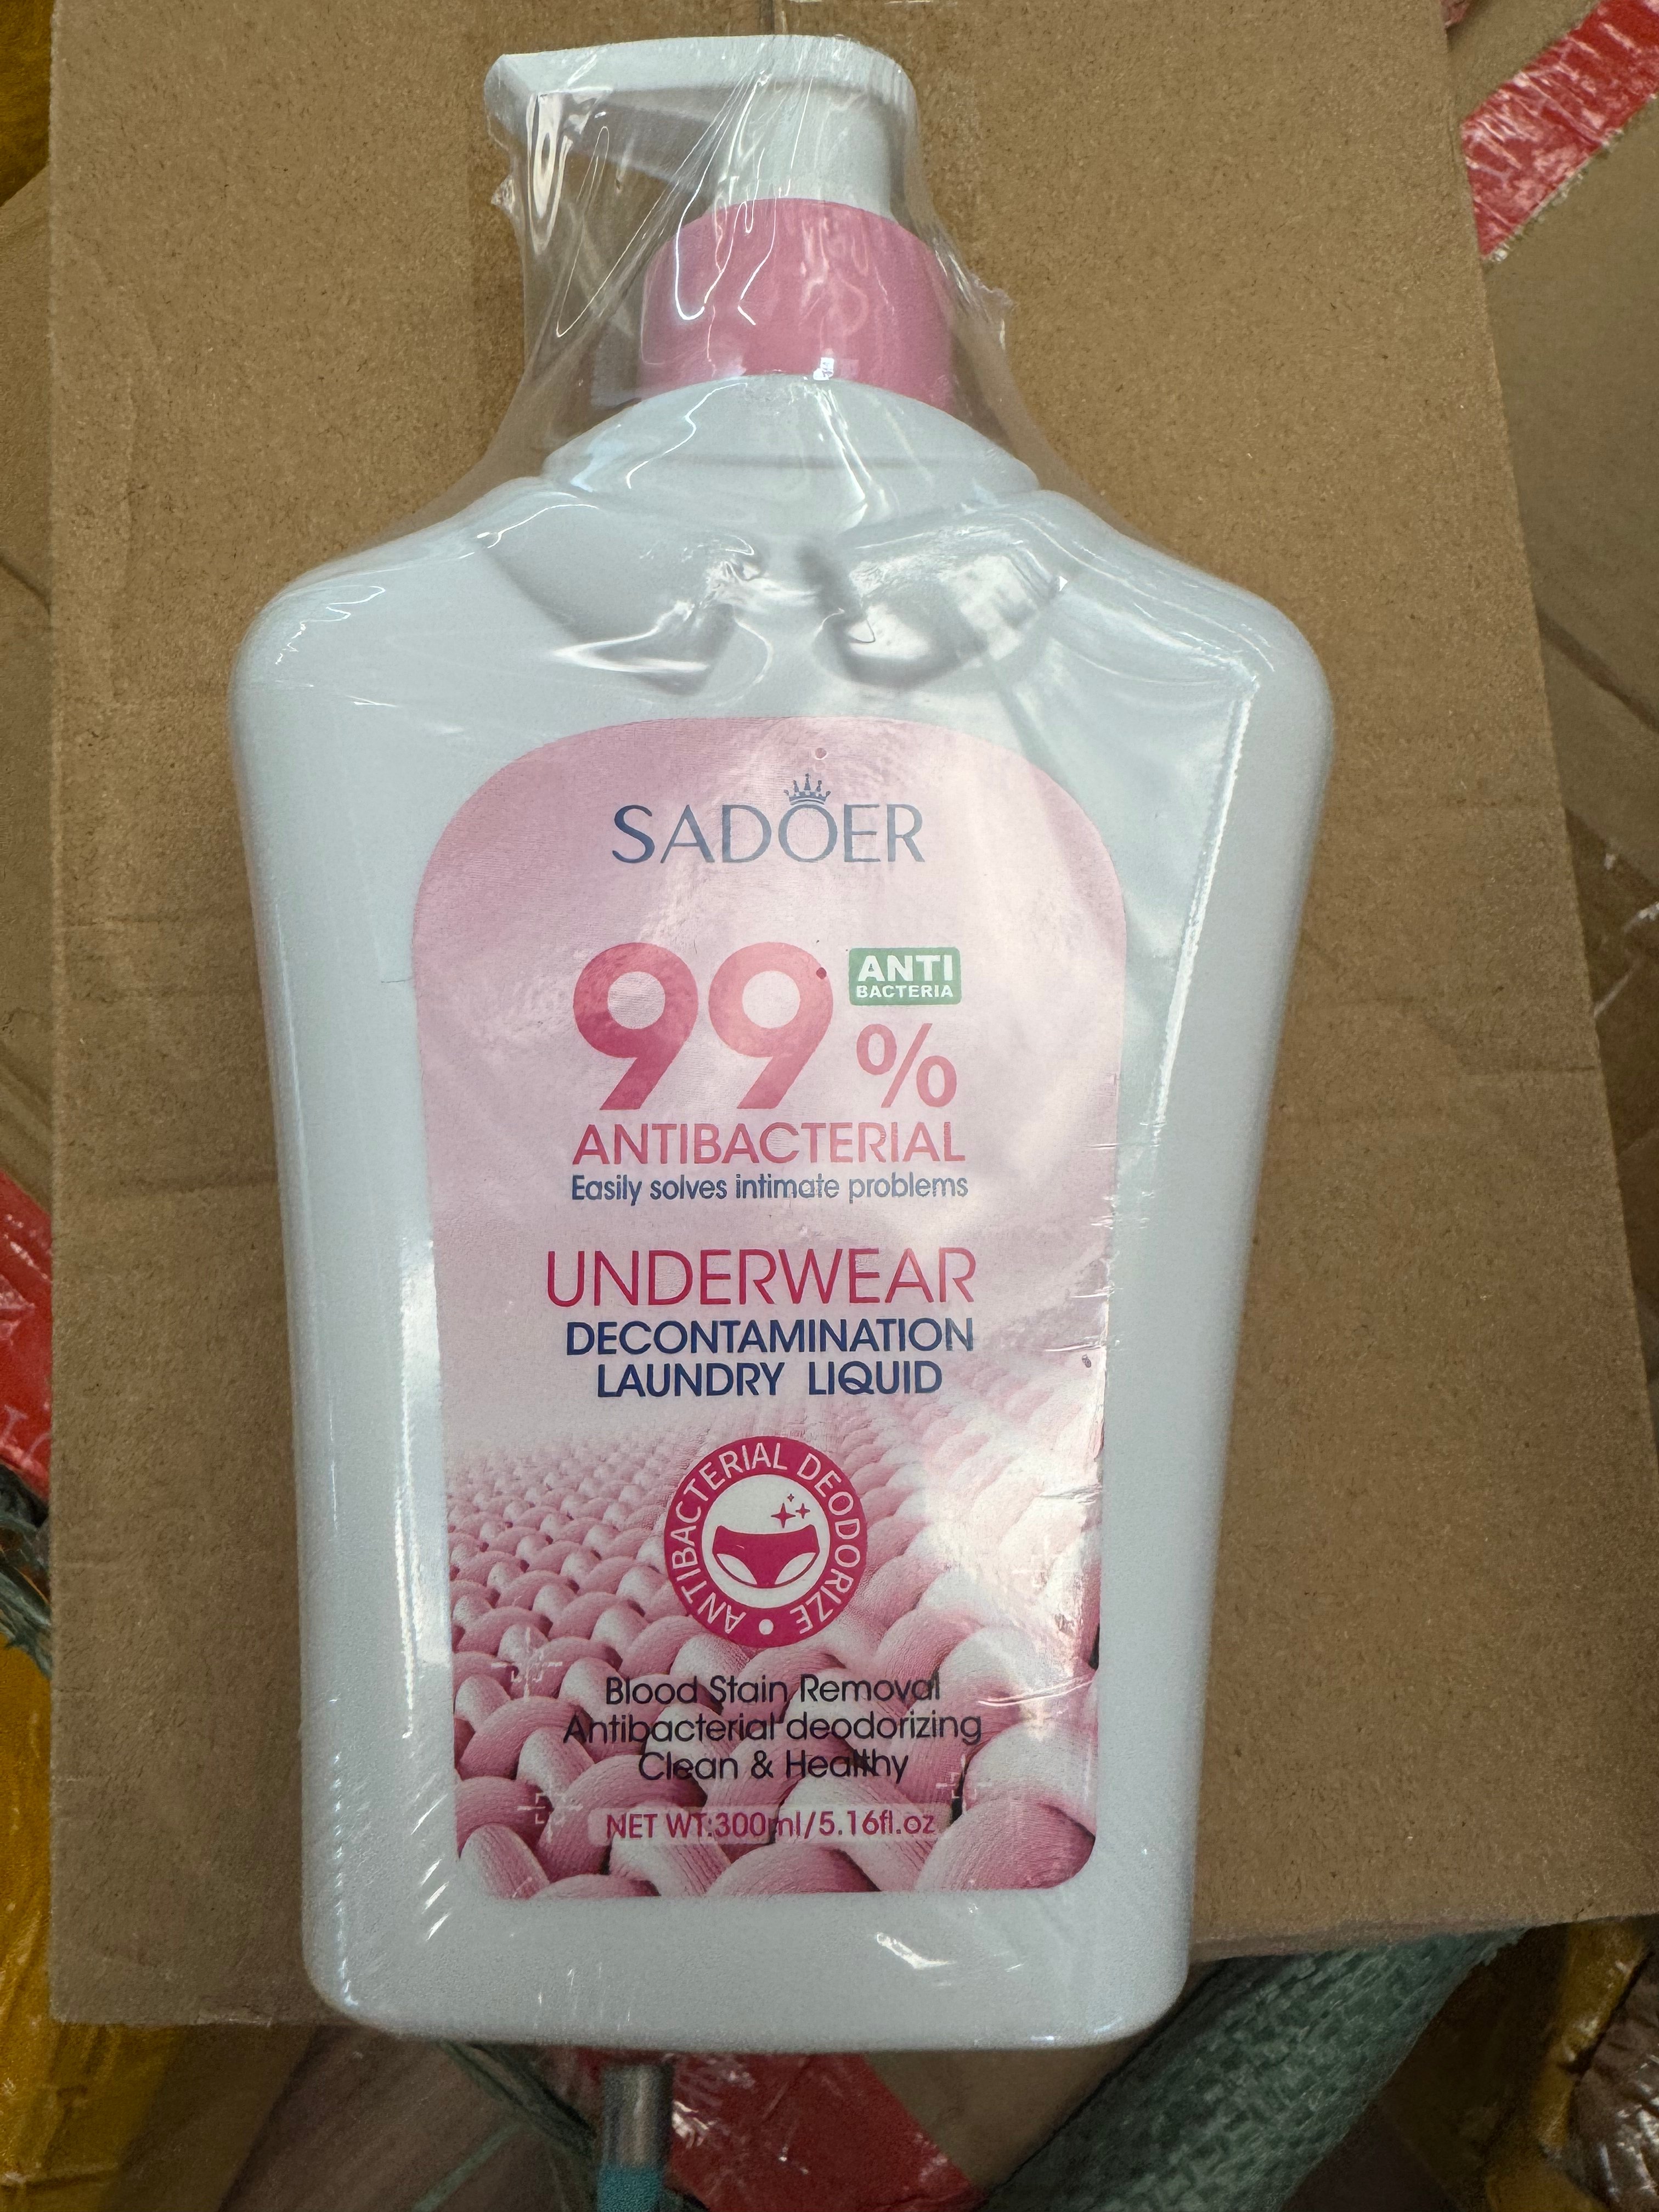 SADOER
99%
ANTI
BACTERIA
ANTIBACTERIAL
Easily solves intimate problems
UNDERWEAR
DECONTAMINATION
LAUNDRY LIQUID
ANTIBACTERIAL DEODORIZE
Blood Stain Removal
Antibacterial deodorizing
Clean & Healthy
NET WT:300ml/5.16fl.oz